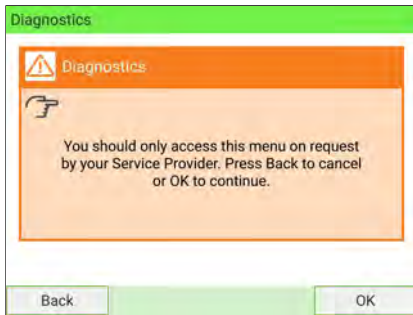 Diagnostics
Diagnostics
You should only access this menu on request
by your Service Provider. Press Back to cancel
or OK to continue.
Back
OK